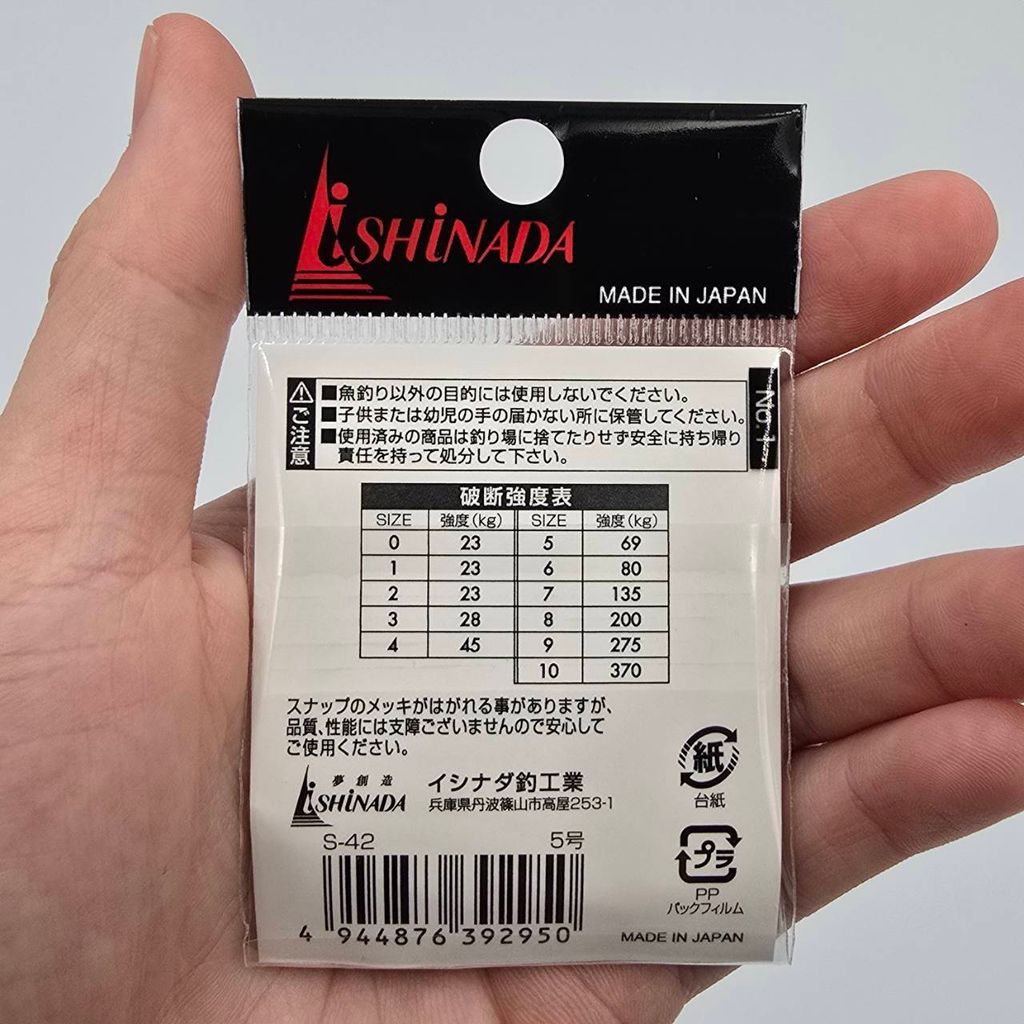 iSHiNADA
MADE IN JAPAN
ご注意
■魚釣り以外の目的には使用しないでください。
■子供または幼児の手の届かない所に保管してください。
■使用済みの商品は釣り場に捨てたりせず安全に持ち帰り
責任を持って処分して下さい。
No.1
破断強度表
SIZE 強度(kg) SIZE 強度(kg)
0 23 5 69
1 23 6 80
2 23 7 135
3 28 8 200
4 45 9 275
10 370
スナップのメッキがはがれる事がありますが、
品質、性能には支障ございませんので安心して
ご使用ください。
夢創造
iSHiNADA
イシナダ釣工業
兵庫県丹波篠山市高屋253-1
紙
台紙
S-42 5号
プラ
PP
パックフィルム
4 944876 392950
MADE IN JAPAN